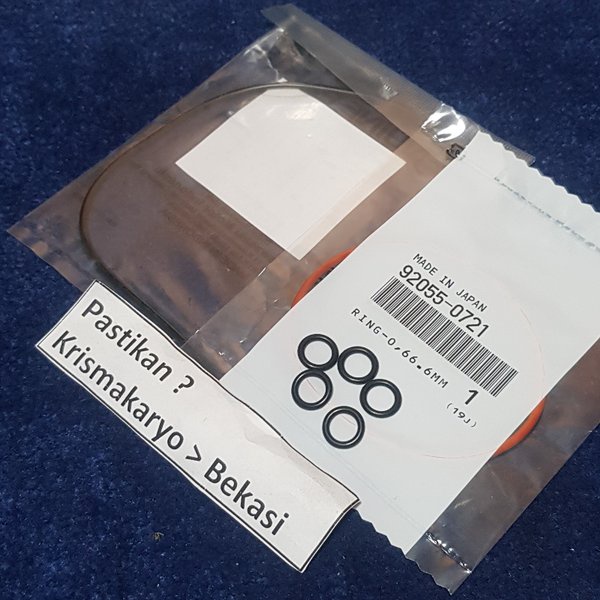 MADE IN JAPAN
92055-0721
RING-O,66.6MM
1
(19J)
Pastikan ?
Krismakaryo > Bekasi